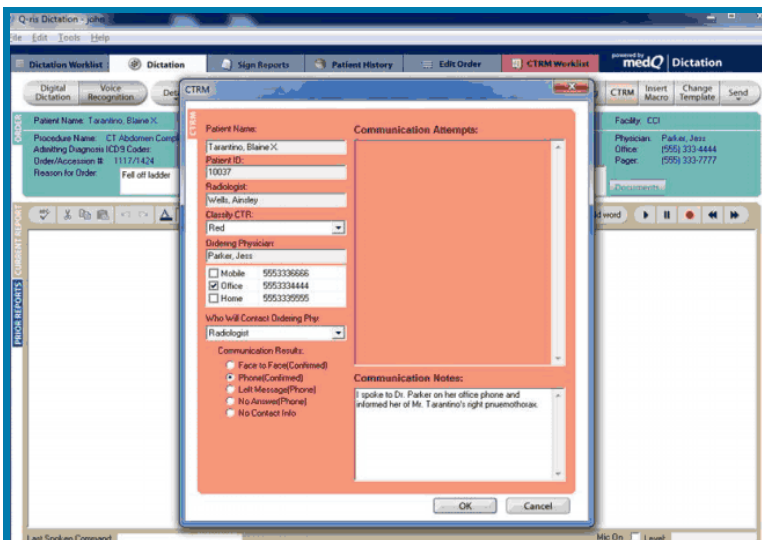 Q-ris Dictation - john
File Edit Tools Help
Dictation Worklist Dictation Sign Reports Patient History Edit Order CTRM Worklist powered by medQ Dictation
Digital Dictation Voice Recognition CTRM Insert Macro Change Template Send
ORDER
Patient Name: Tarantino, Blaine X.
Procedure Name: CT Abdomen Compl
Admitting Diagnosis ICD9 Codes:
Order/Accession # 1117/1424
Reason for Order: Fell off ladder
Facility: CCI
Physician: Parker, Jess
Office: (555) 333-4444
Pager: (555) 333-7777
Documents
CURRENT REPORT
PRIOR REPORTS
word
CTRM
CTRM
Patient Name:
Tarantino, Blaine X.
Patient ID:
10037
Radiologist:
Wells, Ainsley
Classify CTR:
Red
Ordering Physician:
Parker, Jess
Mobile 5553336666
Office 5553334444
Home 5553335555
Who Will Contact Ordering Phy:
Radiologist
Communication Results:
Face to Face(Confirmed)
Phone(Confirmed)
Left Message(Phone)
No Answer(Phone)
No Contact Info
Communication Attempts:
Communication Notes:
I spoke to Dr. Parker on her office phone and
informed her of Mr. Tarantino's right pnuemothorax.
OK Cancel
Last Spoken Command Mic On Level